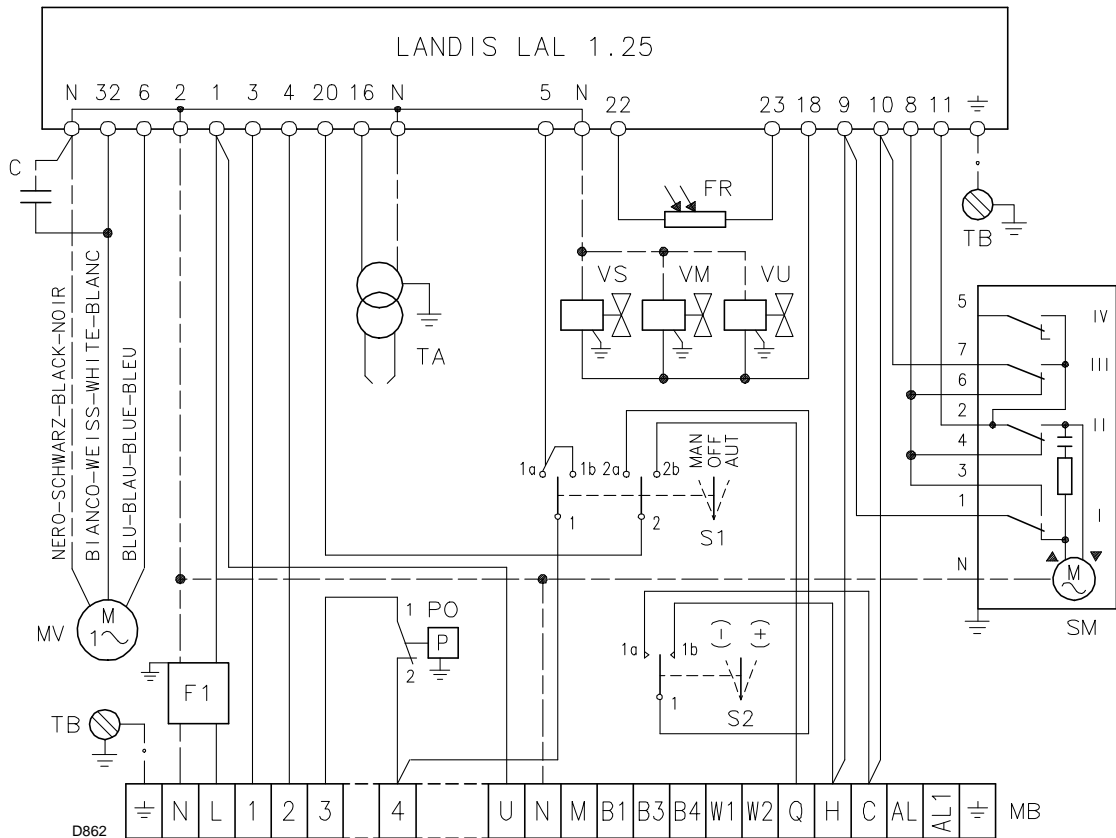 LANDIS LAL 1.25
N 32 6 2 1 3 4 20 16 N 5 N 22 23 18 9 10 8 11
C
FR
TB
NERO-SCHWARZ-BLACK-NOIR
BIANCO-WEISS-WHITE-BLANC
BLU-BLAU-BLUE-BLEU
TA
VS VM VU
5
IV
7
III
6
2
II
4
3
1
I
N
M
SM
1a 1b 2a 2b
MAN
OFF
AUT
1 2
S1
M
1
MV
1 PO
P
2
1a 1b (-) (+)
1
S2
F1
TB
N L 1 2 3 4 U N M B1 B3 B4 W1 W2 Q H C AL AL1 MB
D862